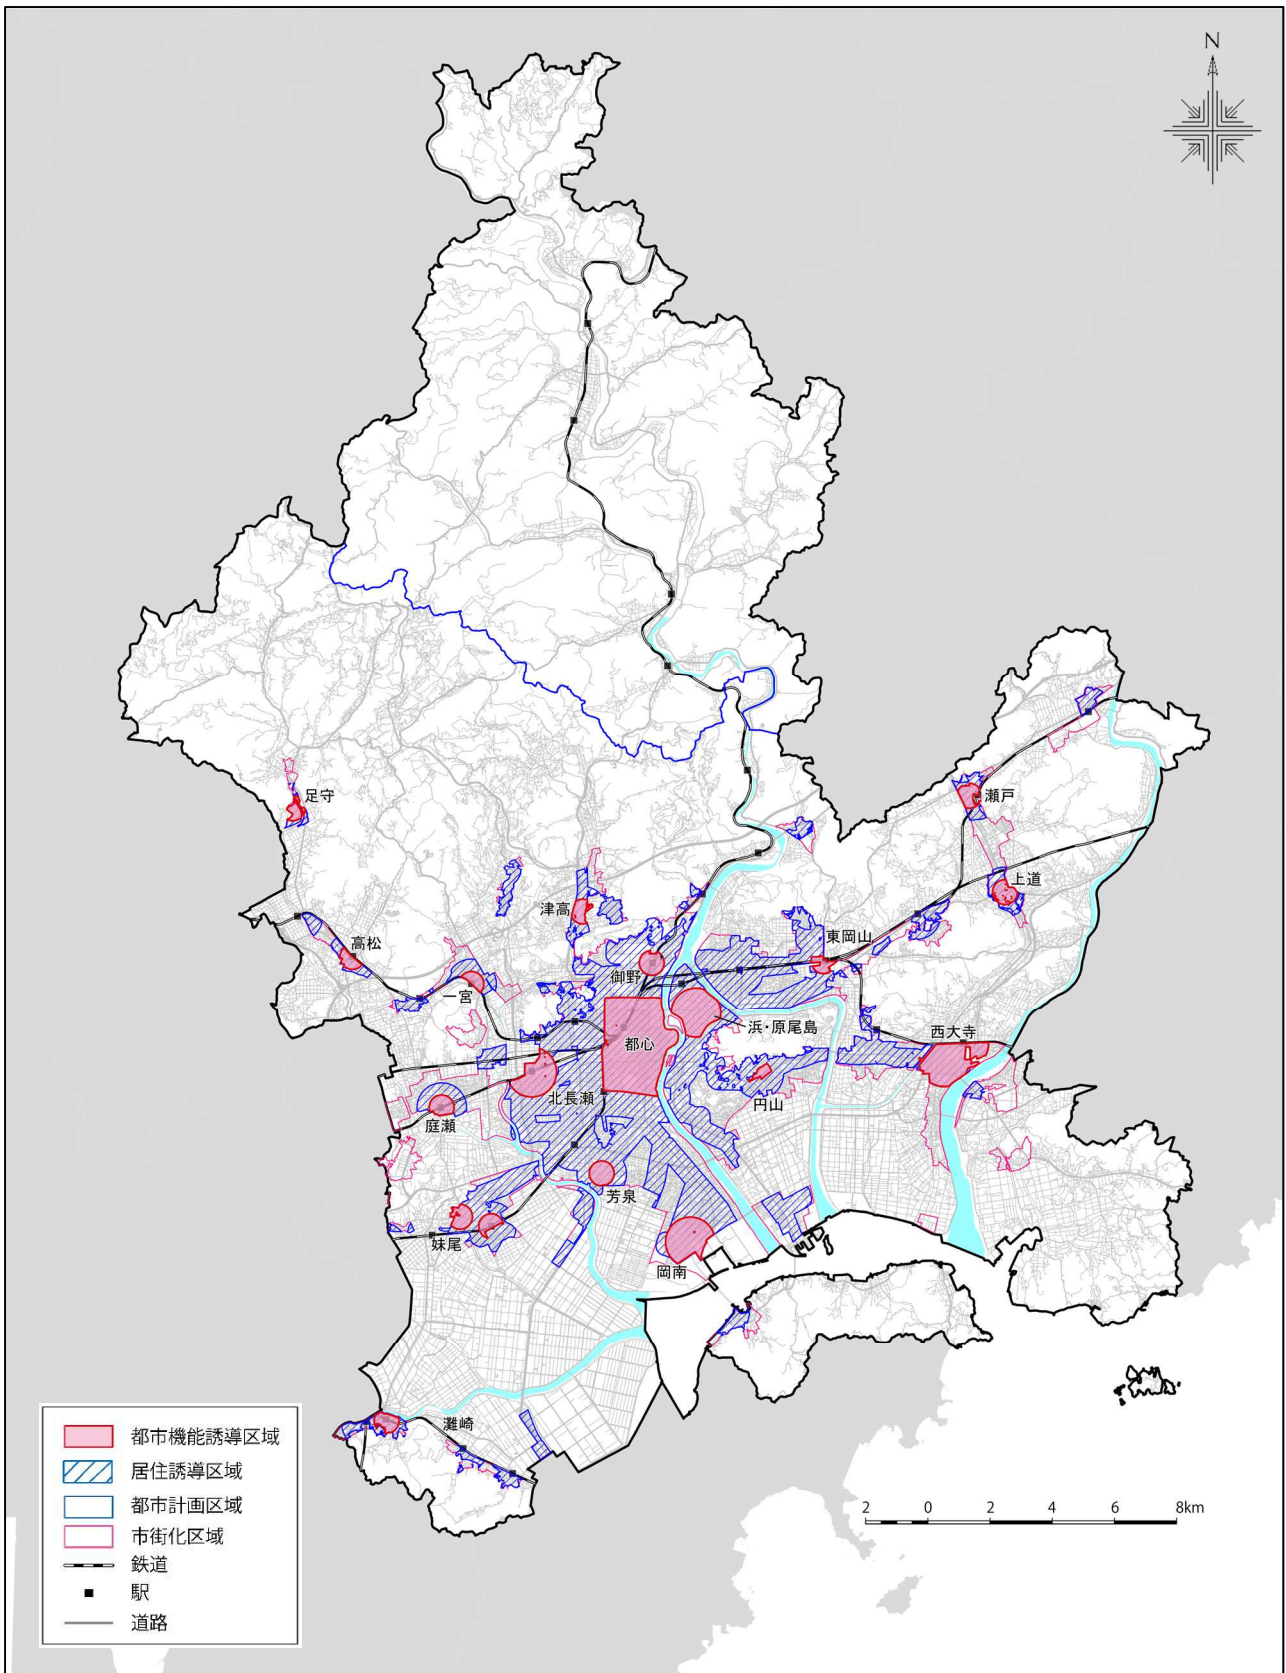 N
足守
瀬戸
上道
津高
東岡山
高松
御野
一宮
浜・原尾島
西大寺
都心
北長瀬
円山
庭瀬
芳泉
妹尾
岡南
灘崎
都市機能誘導区域
居住誘導区域
都市計画区域
市街化区域
鉄道
駅
道路
2 0 2 4 6 8km